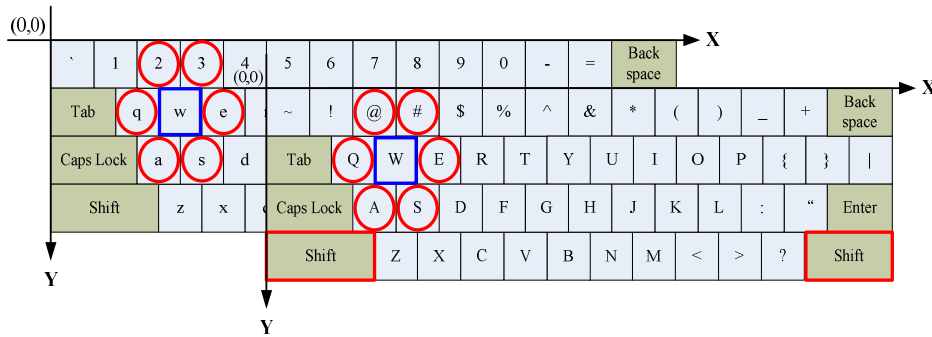 (0,0) X
` 1 2 3 4 5 6 7 8 9 0 - = Back space
(0,0) X
Tab q w e
~ ! @ # $ % ^ & * ( ) _ + Back space
Caps Lock a s d
Tab Q W E R T Y U I O P { } |
Shift z x
Caps Lock A S D F G H J K L : “ Enter
Shift Z X C V B N M < > ? Shift
Y
Y